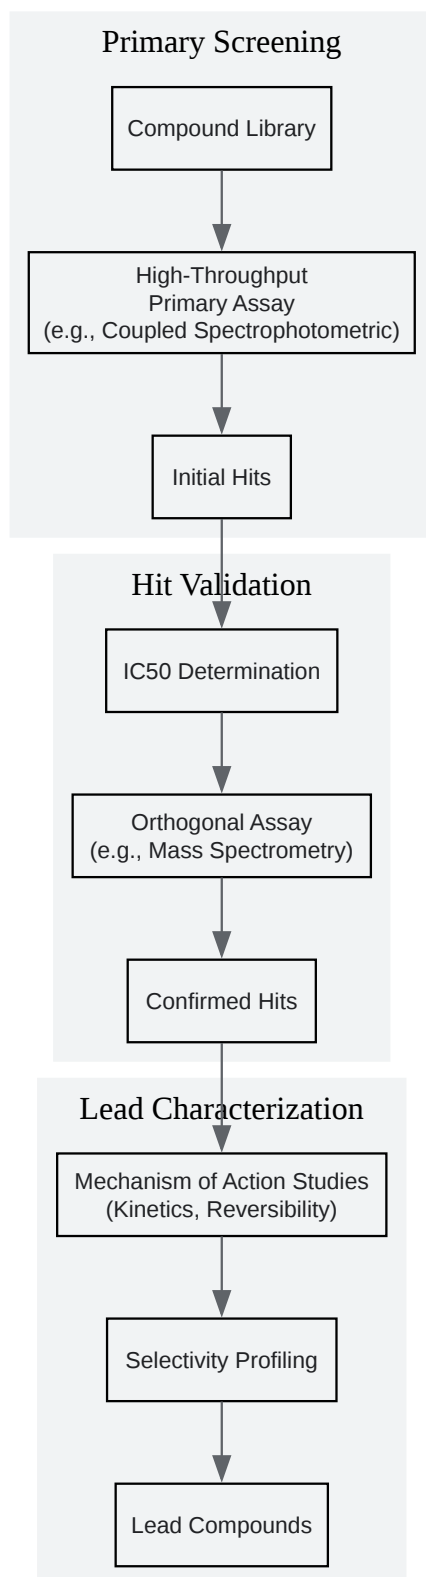 Primary Screening
Compound Library
High-Throughput
Primary Assay
(e.g., Coupled Spectrophotometric)
Initial Hits
Hit Validation
IC50 Determination
Orthogonal Assay
(e.g., Mass Spectrometry)
Confirmed Hits
Lead Characterization
Mechanism of Action Studies
(Kinetics, Reversibility)
Selectivity Profiling
Lead Compounds